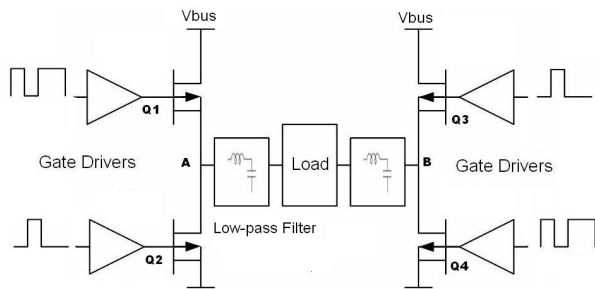 Vbus
Vbus
Q1
Q3
Gate Drivers
A
Load
B
Gate Drivers
Low-pass Filter
Q2
Q4